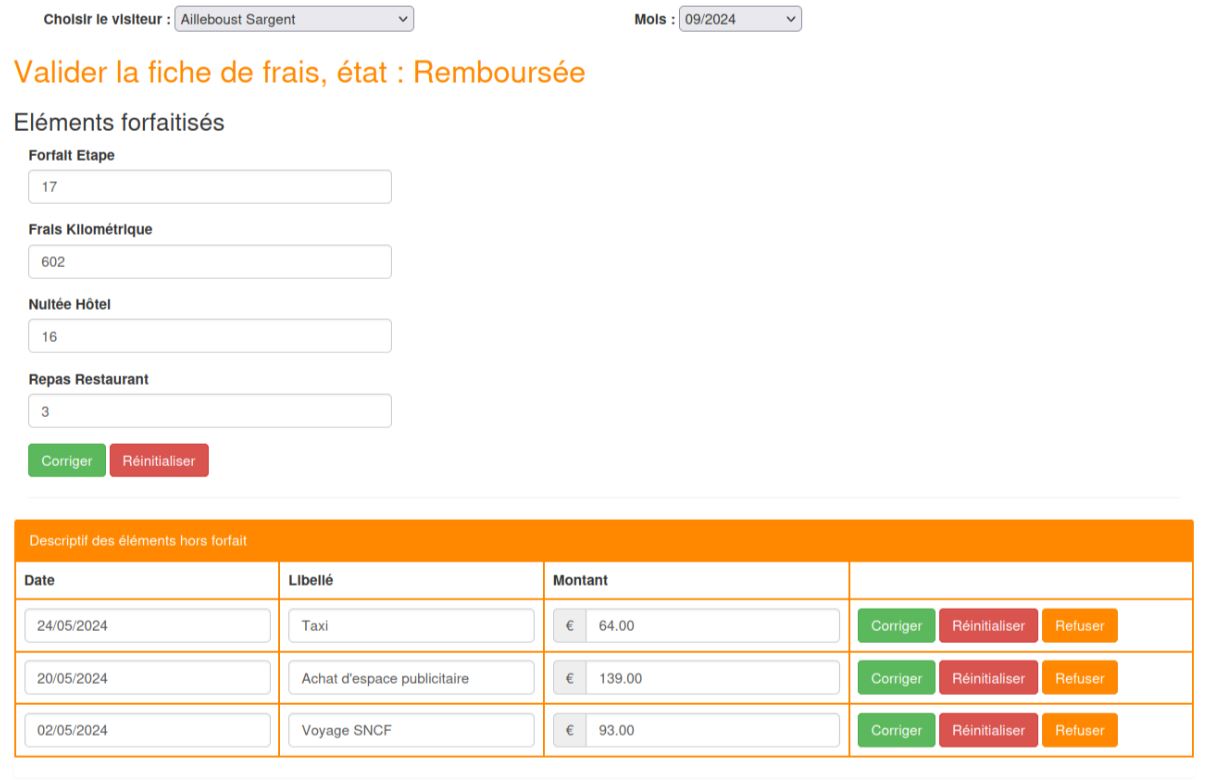 Choisir le visiteur : Ailleboust Sargent Mois : 09/2024
Valider la fiche de frais, état : Remboursée
Eléments forfaitisés
Forfait Etape
17
Frais Kilométrique
602
Nuitée Hôtel
16
Repas Restaurant
3
Corriger Réinitialiser
Descriptif des éléments hors forfait
Date Libellé Montant
24/05/2024 Taxi € 64.00 Corriger Réinitialiser Refuser
20/05/2024 Achat d'espace publicitaire € 139.00 Corriger Réinitialiser Refuser
02/05/2024 Voyage SNCF € 93.00 Corriger Réinitialiser Refuser